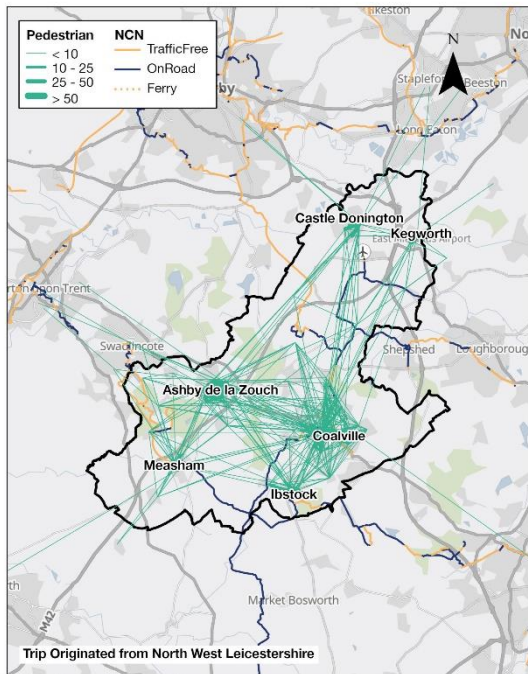 Pedestrian
< 10
10 - 25
25 - 50
> 50
NCN
TrafficFree
OnRoad
Ferry
N
Ilkeston
Stapleford
Beeston
Long Eaton
Castle Donington
Kegworth
East Midlands Airport
Swadlincote
Shepshed
Loughborough
Ashby de la Zouch
Coalville
Measham
Ibstock
Market Bosworth
M42
Trip Originated from North West Leicestershire